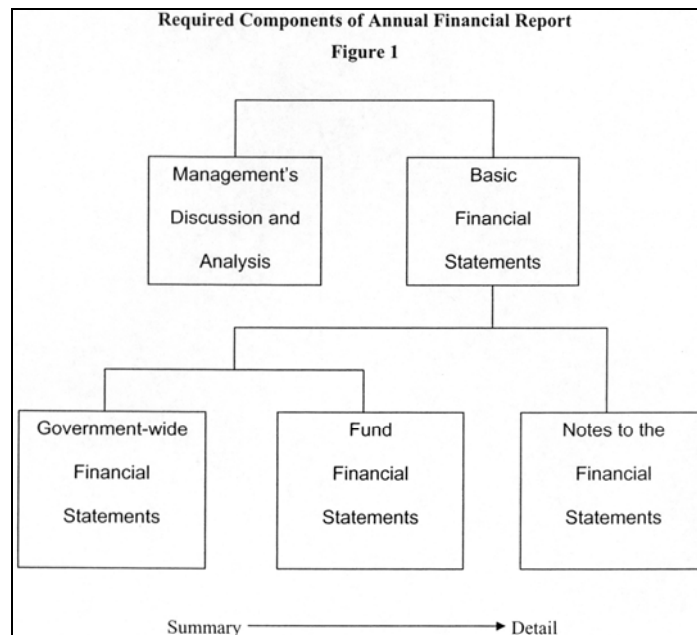 Required Components of Annual Financial Report
Figure 1
Management's
Discussion and
Analysis
Basic
Financial
Statements
Government-wide
Financial
Statements
Fund
Financial
Statements
Notes to the
Financial
Statements
Summary
Detail